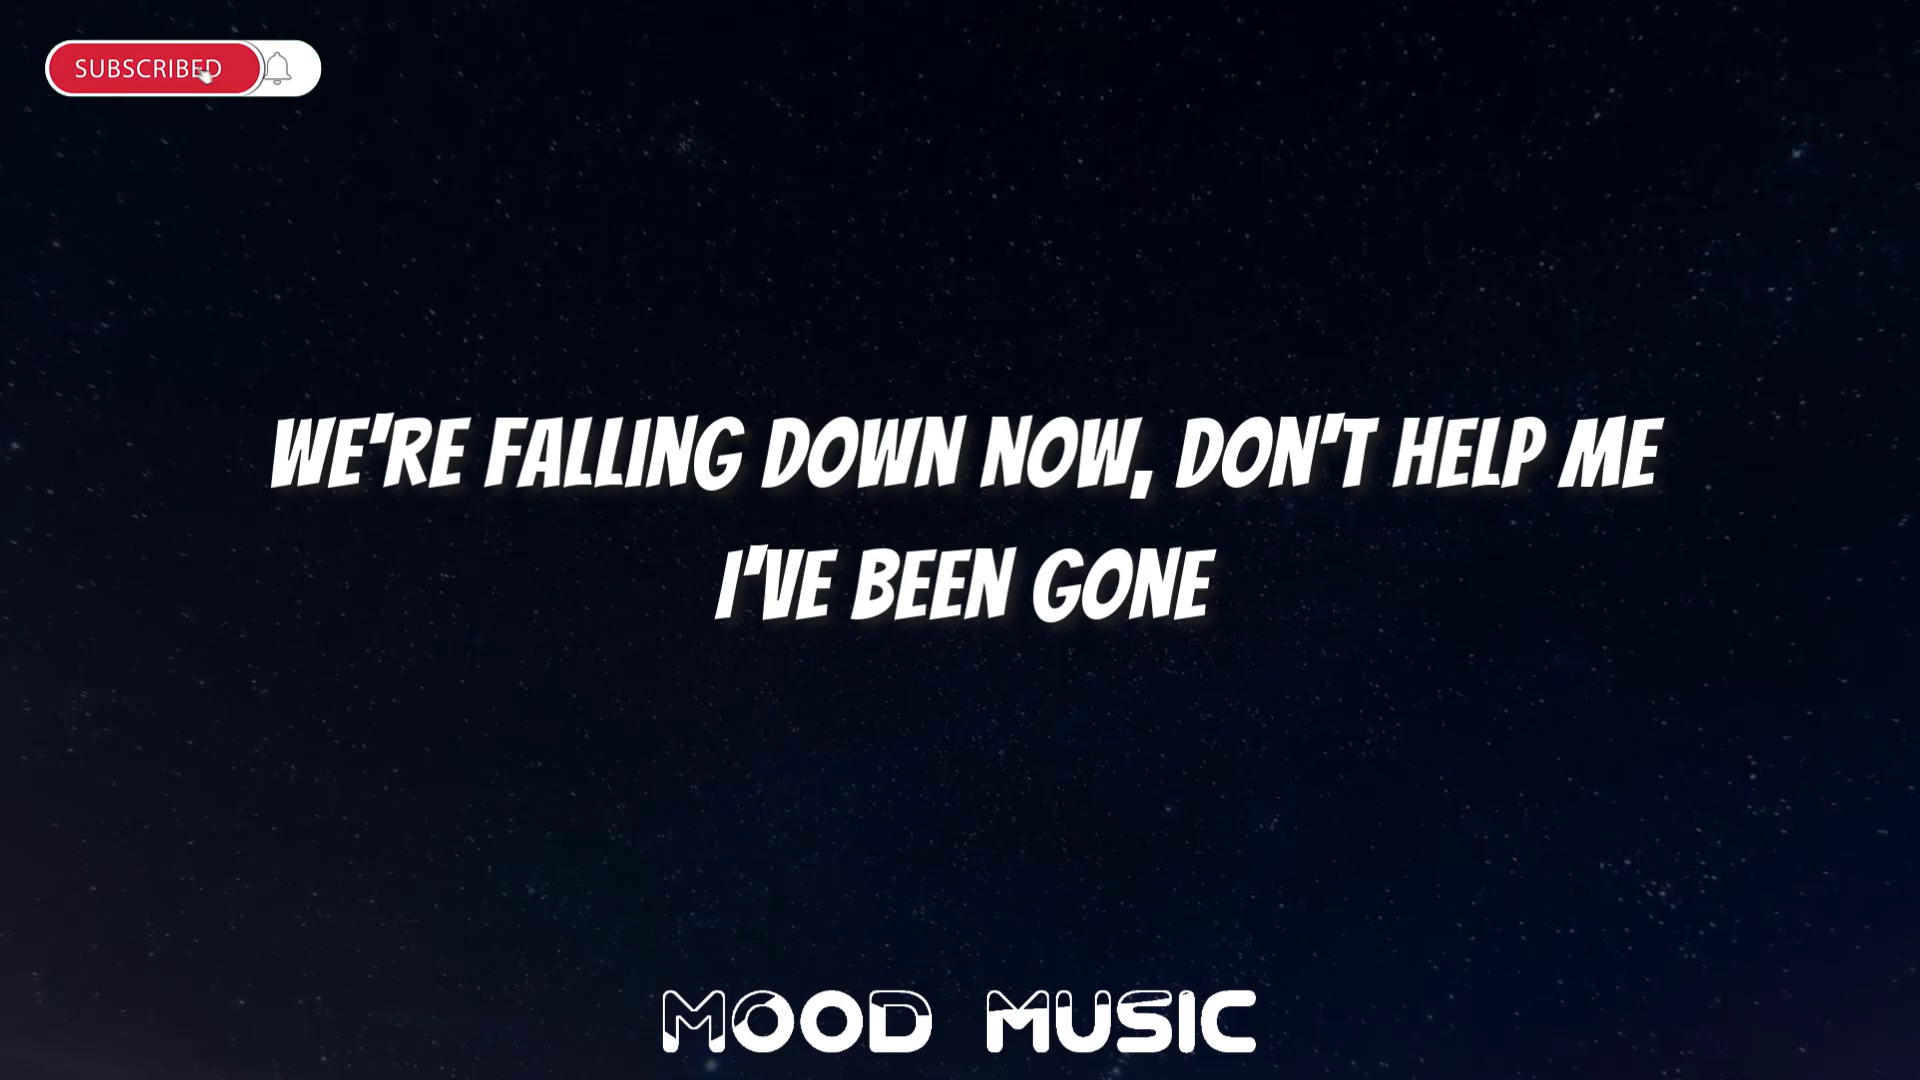 SUBSCRIBED
WE'RE FALLING DOWN NOW, DON'T HELP ME
I'VE BEEN GONE
MOOD MUSIC